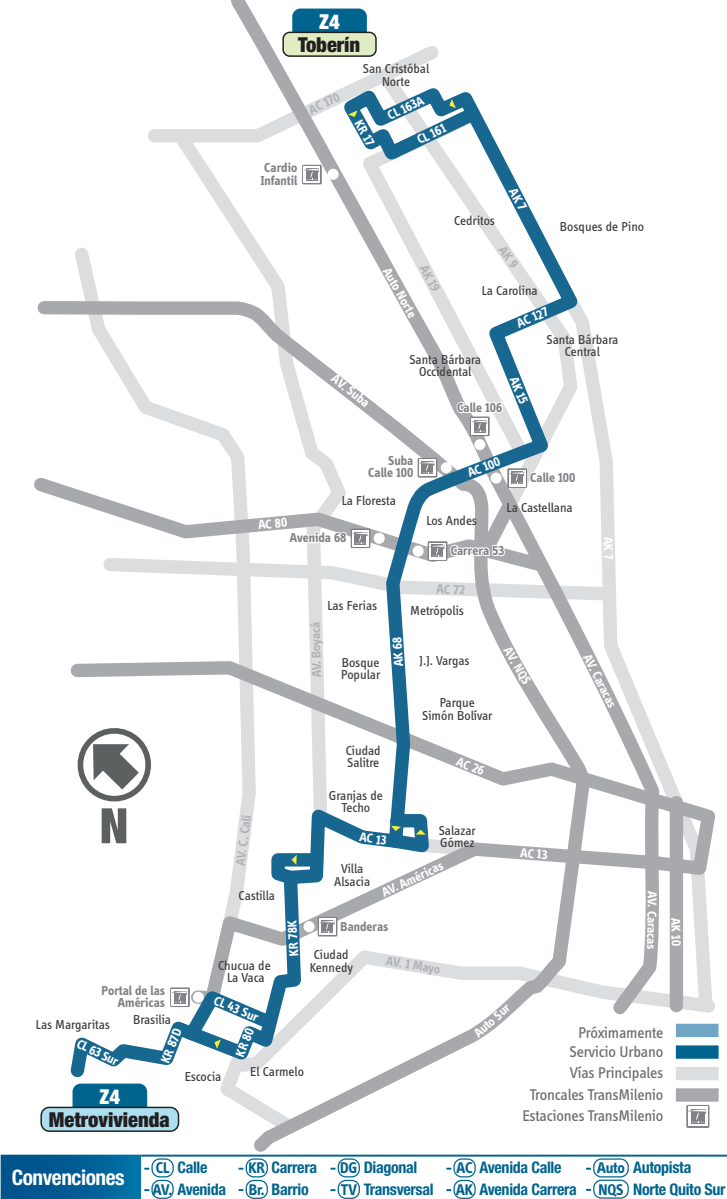 Z4
Toberín
San Cristóbal
Norte
AC 170
CL 163A
KR 17
CL 161
Cardio
Infantil
AK 7
Cedritos
Bosques de Pino
AK 9
AK 19
Auto Norte
La Carolina
AC 127
Santa Bárbara
Central
Santa Bárbara
Occidental
AV. Suba
AK 15
Calle 106
Suba
Calle 100
AC 100
Calle 100
La Floresta
La Castellana
Los Andes
AC 80
Avenida 68
Carrera 53
AK 7
AC 72
Las Ferias
Metrópolis
AV. Boyacá
AK 68
Bosque
Popular
J.J. Vargas
AV. NQS
AV. Caracas
Parque
Simón Bolívar
Ciudad
Salitre
AC 26
N
Granjas de
Techo
AV. C. Cali
AC 13
Salazar
Gómez
AC 13
Villa
Alsacia
AV. Américas
Castilla
Banderas
KR 78K
AV. Caracas
AK 10
Ciudad
Kennedy
Chucua de
La Vaca
AV. 1 Mayo
Portal de las
Américas
CL 43 Sur
Las Margaritas
Brasilia
Auto Sur
CL 63 Sur
KR 87D
KR 80
Escocia
El Carmelo
Próximamente
Servicio Urbano
Vías Principales
Troncales TransMilenio
Estaciones TransMilenio
Z4
Metrovivienda
Convenciones
- CL Calle - KR Carrera - DG Diagonal - AC Avenida Calle - Auto Autopista
- AV. Avenida - Br. Barrio - TV Transversal - AK Avenida Carrera - NQS Norte Quito Sur